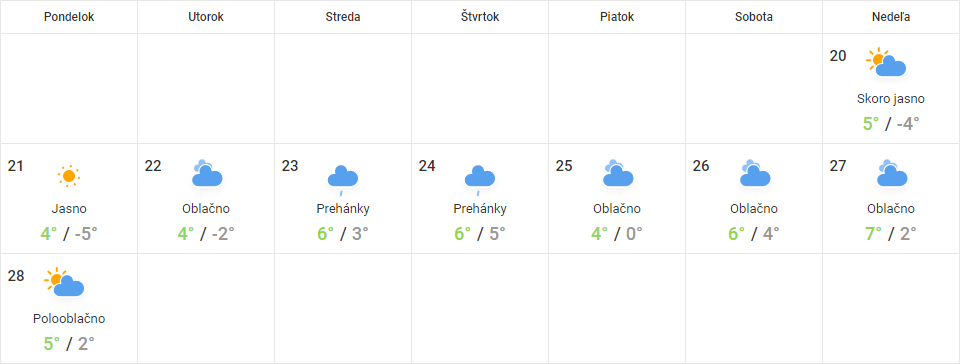 Pondelok Utorok Streda Štvrtok Piatok Sobota Nedeľa
20
Skoro jasno
5° / -4°
21 22 23 24 25 26 27
Jasno Oblačno Prehánky Prehánky Oblačno Oblačno Oblačno
4° / -5° 4° / -2° 6° / 3° 6° / 5° 4° / 0° 6° / 4° 7° / 2°
28
Polooblačno
5° / 2°